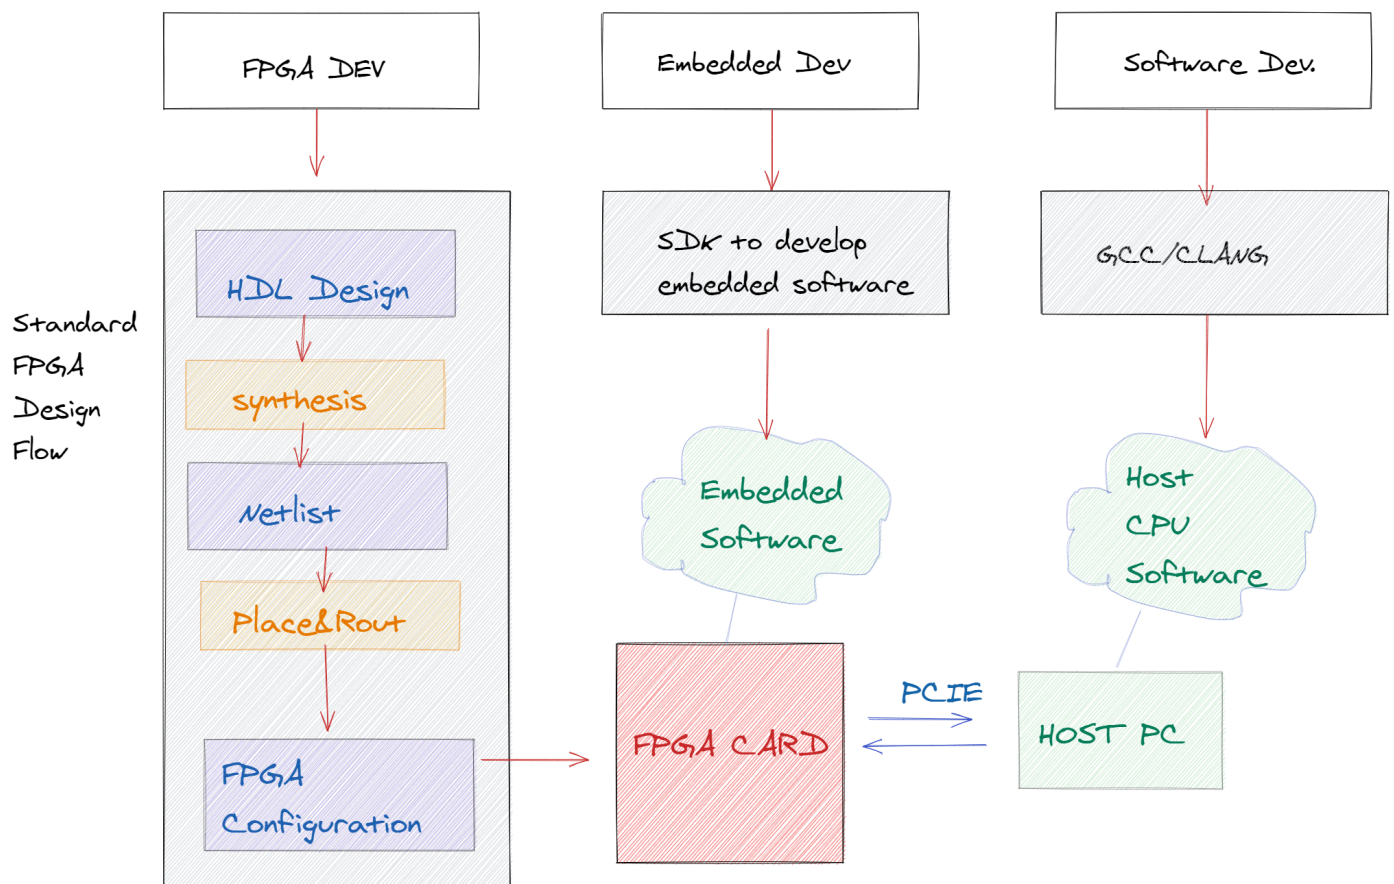 FPGA DEV
Embedded Dev
Software Dev.
Standard
FPGA
Design
Flow
HDL Design
synthesis
Netlist
Place&Rout
FPGA
Configuration
SDK to develop
embedded software
GCC/CLANG
Embedded
Software
Host
CPU
Software
FPGA CARD
PCIE
HOST PC